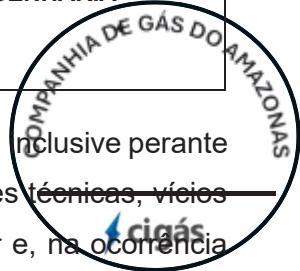 COMPANHIA DE GÁS DO AMAZONAS
inclusive perante
es técnicas, vícios
cigás
r e, na ocorrência